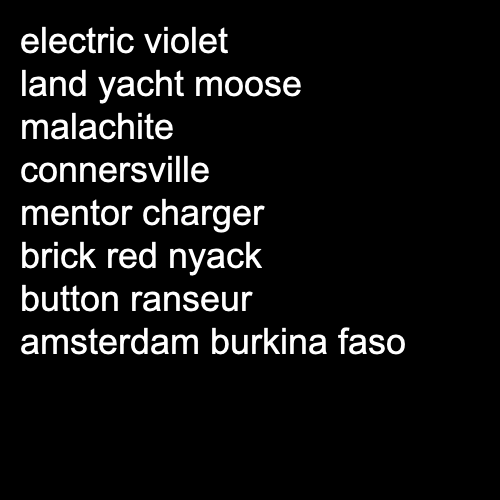 electric violet
land yacht moose
malachite
connersville
mentor charger
brick red nyack
button ranseur
amsterdam burkina faso